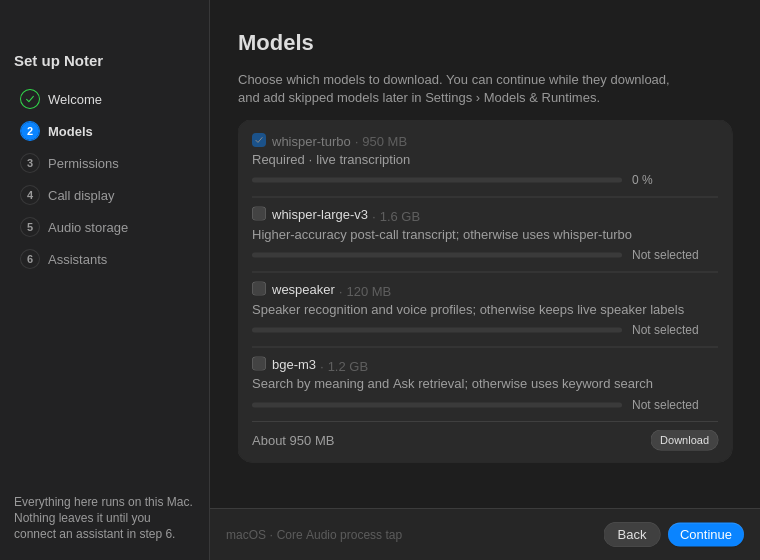 Set up Noter
Welcome
2 Models
3 Permissions
4 Call display
5 Audio storage
6 Assistants
Everything here runs on this Mac.
Nothing leaves it until you
connect an assistant in step 6.
Models
Choose which models to download. You can continue while they download,
and add skipped models later in Settings › Models & Runtimes.
whisper-turbo · 950 MB
Required · live transcription
0 %
whisper-large-v3 · 1.6 GB
Higher-accuracy post-call transcript; otherwise uses whisper-turbo
Not selected
wespeaker · 120 MB
Speaker recognition and voice profiles; otherwise keeps live speaker labels
Not selected
bge-m3 · 1.2 GB
Search by meaning and Ask retrieval; otherwise uses keyword search
Not selected
About 950 MB
Download
macOS · Core Audio process tap
Back
Continue